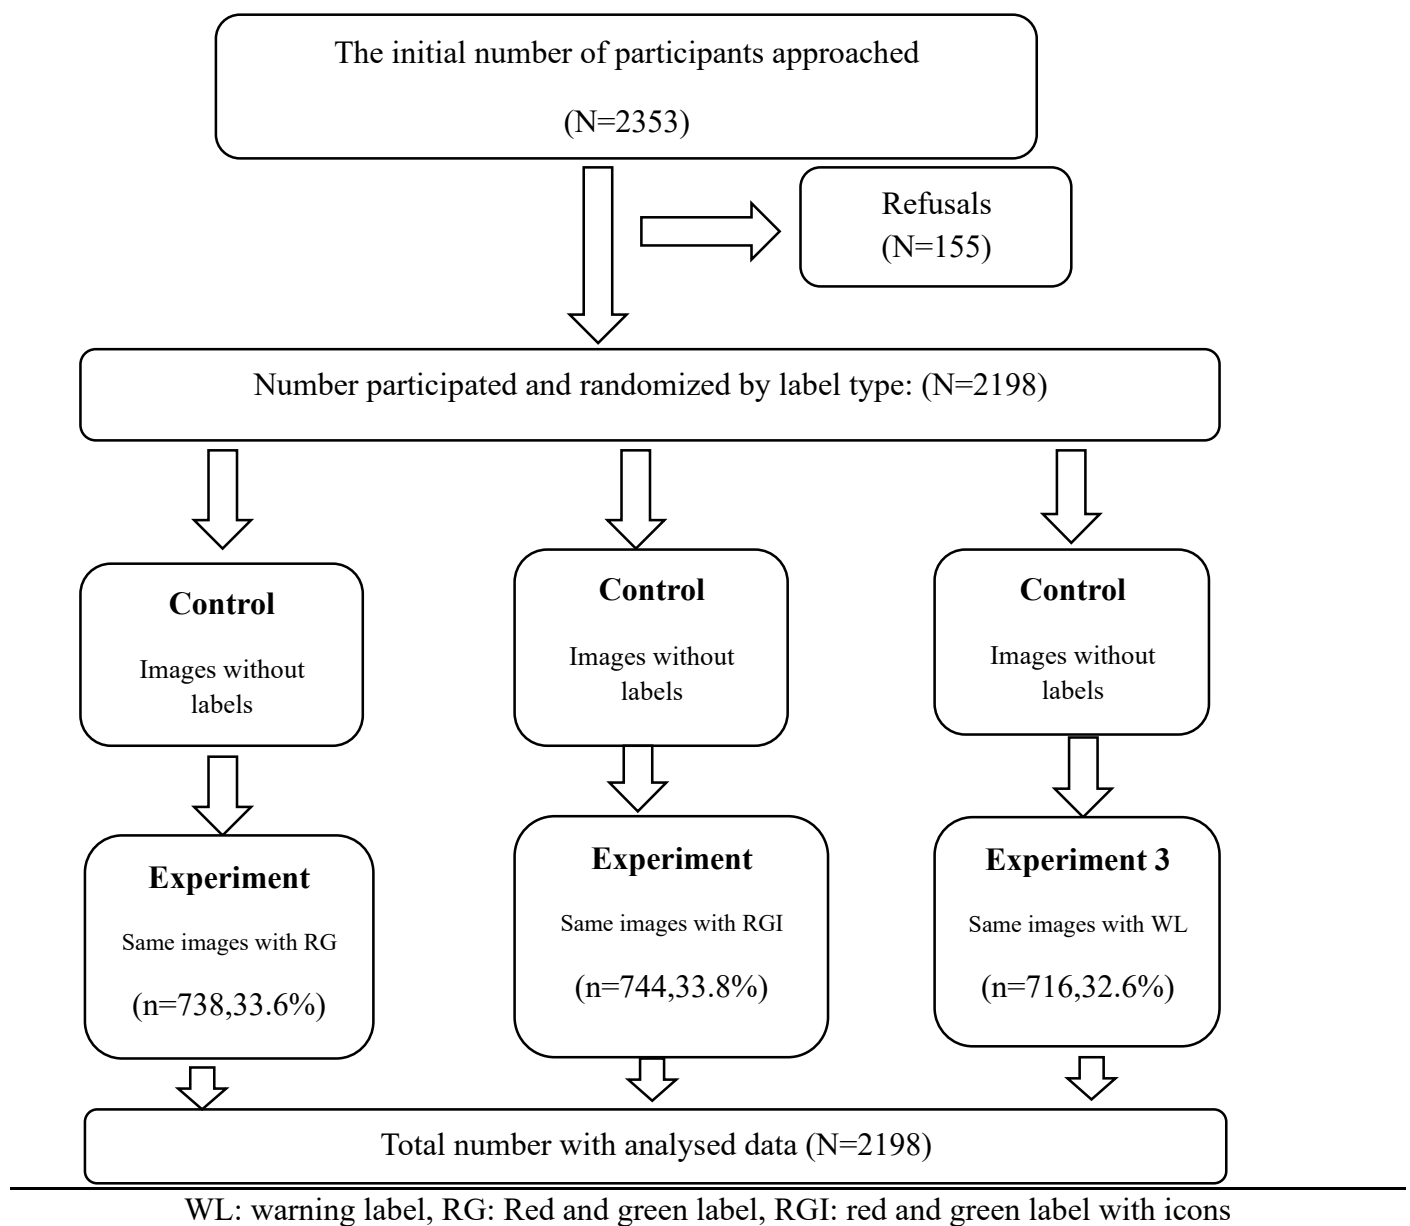 The initial number of participants approached
(N=2353)
Refusals
(N=155)
Number participated and randomized by label type: (N=2198)
Control
Images without
labels
Control
Images without
labels
Control
Images without
labels
Experiment
Same images with RG
(n=738,33.6%)
Experiment
Same images with RGI
(n=744,33.8%)
Experiment 3
Same images with WL
(n=716,32.6%)
Total number with analysed data (N=2198)
WL: warning label, RG: Red and green label, RGI: red and green label with icons